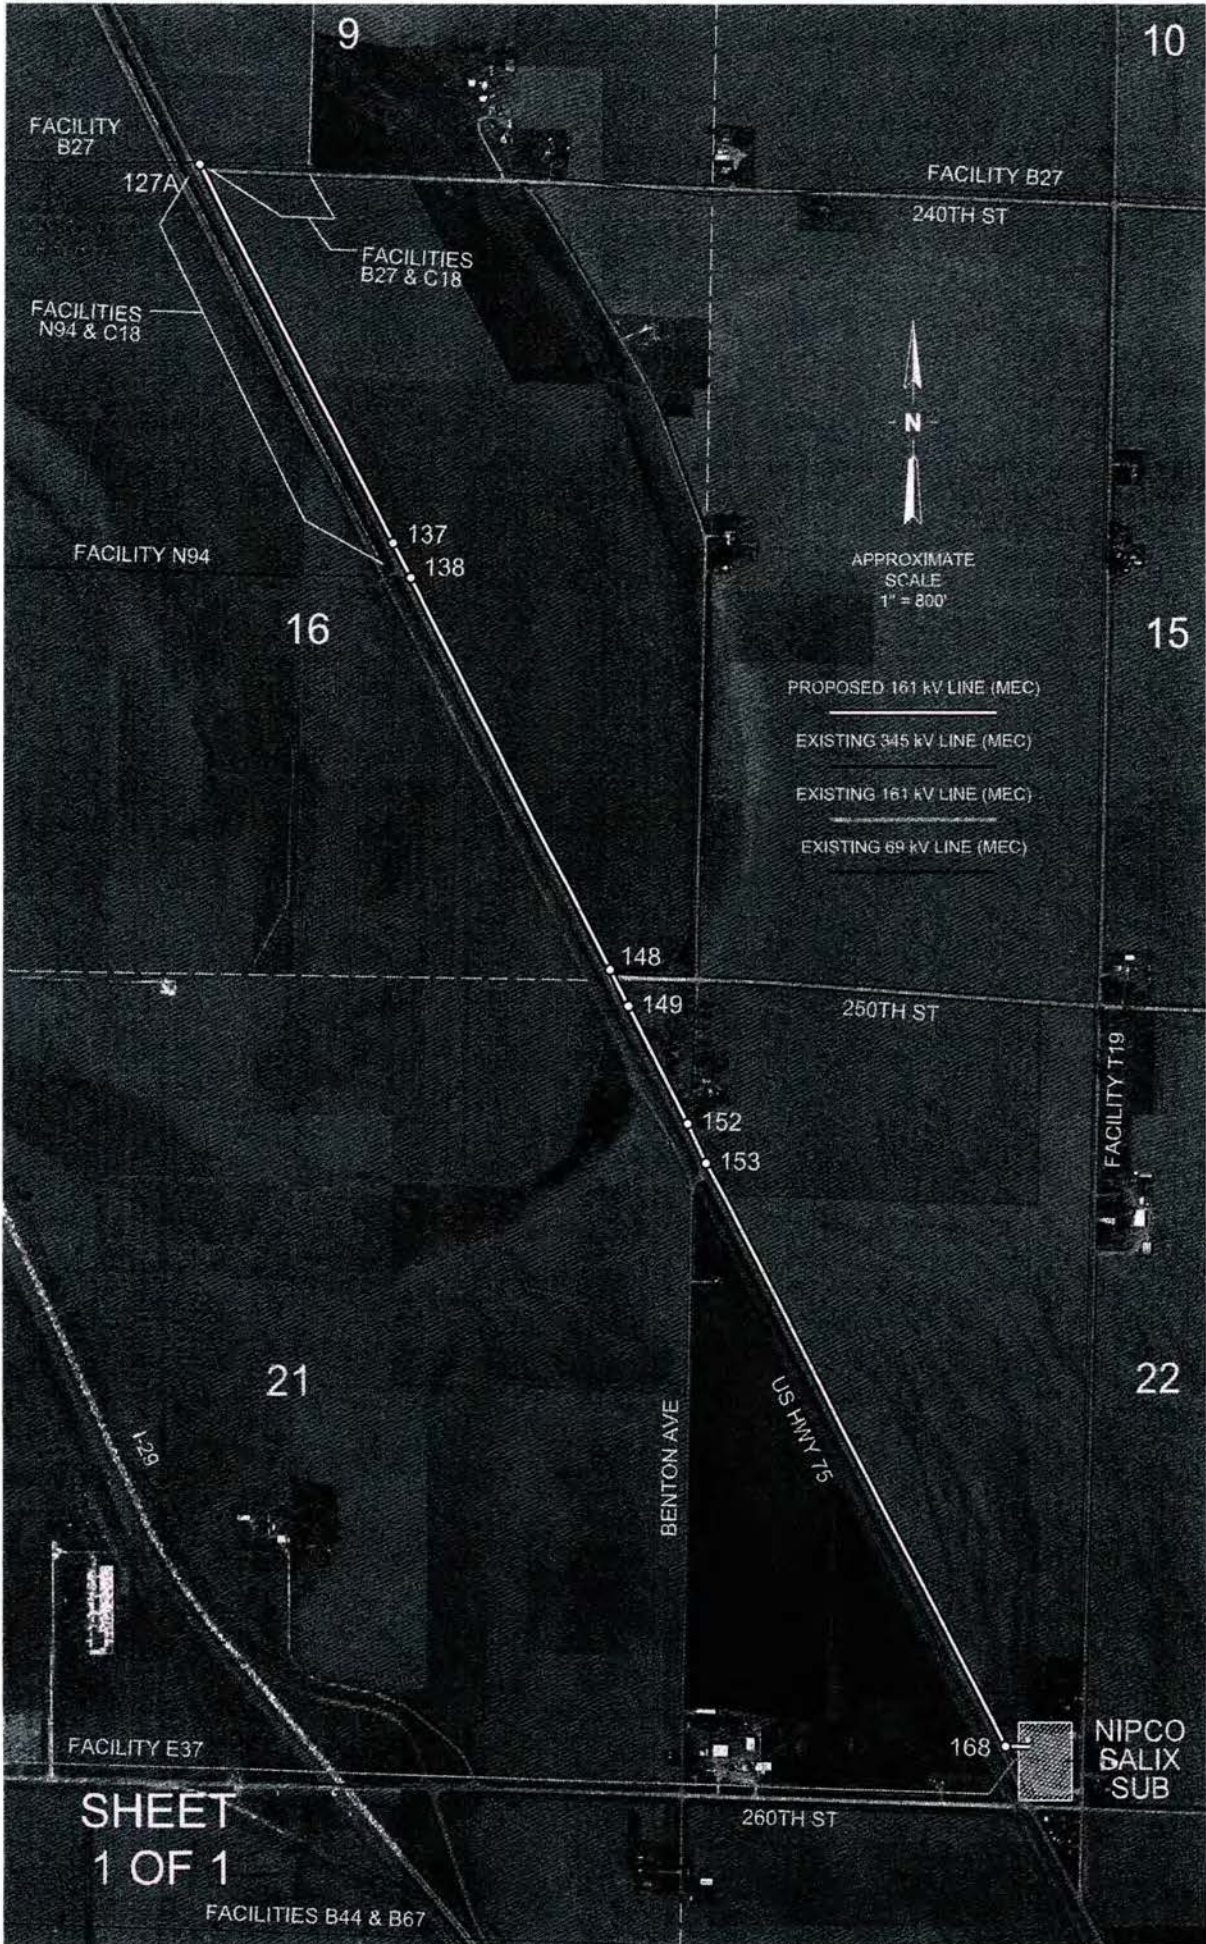 9
10
FACILITY
B27
127A
FACILITY B27
240TH ST
FACILITIES
B27 & C18
FACILITIES
N94 & C18
N
137
138
FACILITY N94
APPROXIMATE
SCALE
1" = 800'
16
15
PROPOSED 161 kV LINE (MEC)
EXISTING 345 kV LINE (MEC)
EXISTING 161 kV LINE (MEC)
EXISTING 69 kV LINE (MEC)
148
149
250TH ST
FACILITY T19
152
153
21
22
I-29
US HWY 75
BENTON AVE
168
NIPCO
SALIX
SUB
FACILITY E37
260TH ST
SHEET
1 OF 1
FACILITIES B44 & B67